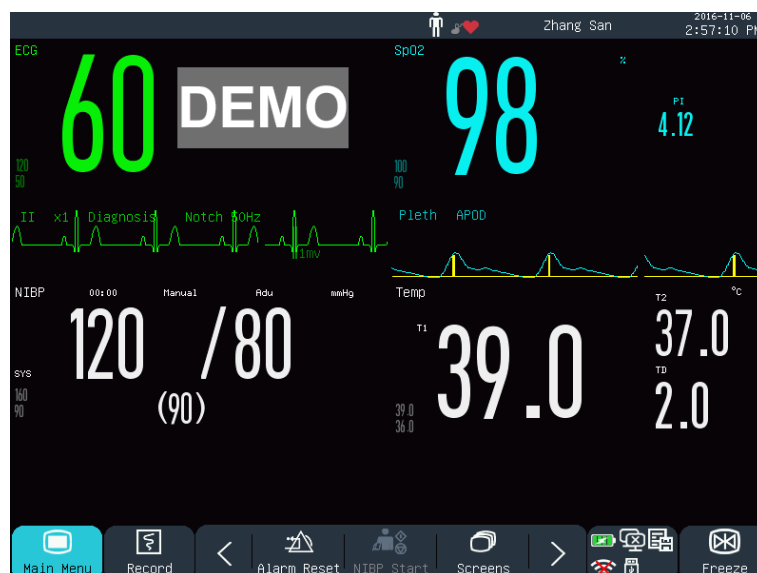 Zhang San
2016-11-06
2:57:10 PM
ECG
60
DEMO
120
50
SpO2
98
%
PI
4.12
100
90
II x1 Diagnosis Notch 50Hz
1mv
Pleth APOD
NIBP 00:00 Manual Adu mmHg
120 / 80
SYS
160
90
(90)
Temp
T1
39.0
39.0
36.0
T2 °C
37.0
TD
2.0
Main Menu
Record
Alarm Reset
NIBP Start
Screens
Freeze